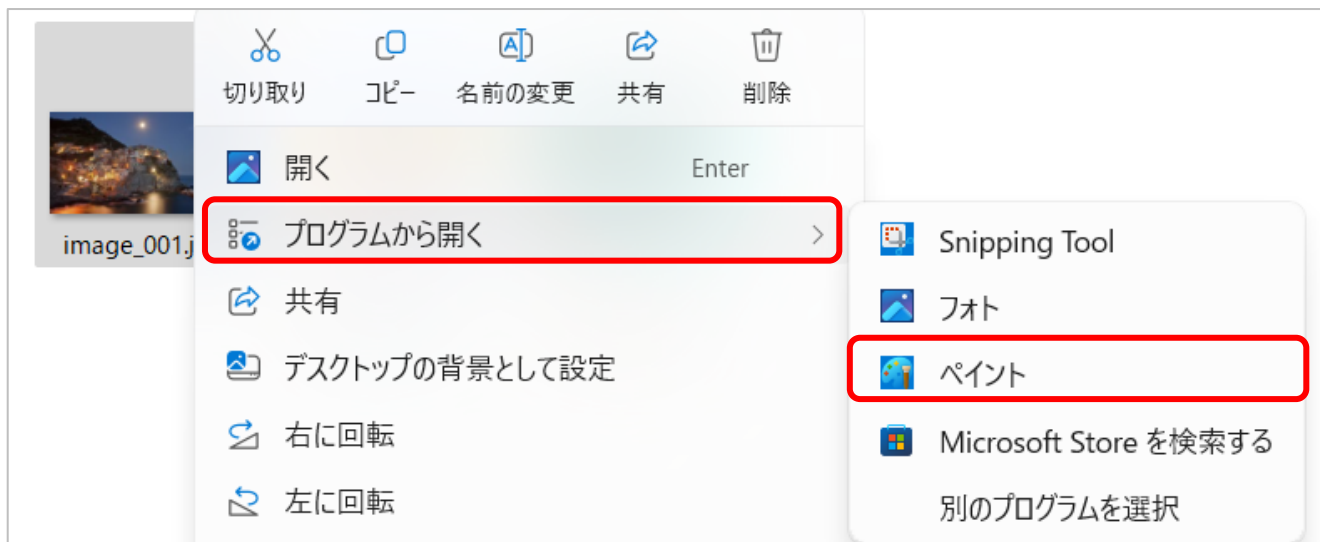 切り取り コピー 名前の変更 共有 削除
image_001.j
開く Enter
プログラムから開く
共有
デスクトップの背景として設定
右に回転
左に回転
Snipping Tool
フォト
ペイント
Microsoft Store を検索する
別のプログラムを選択